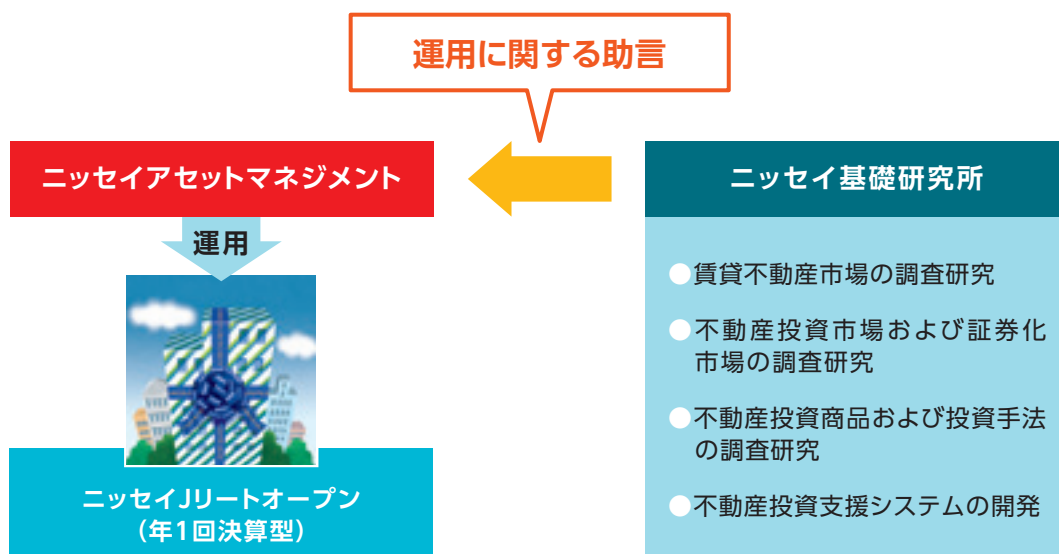 運用に関する助言
ニッセイアセットマネジメント
運用
ニッセイJリートオープン
（年1回決算型）
ニッセイ基礎研究所
●賃貸不動産市場の調査研究
●不動産投資市場および証券化
市場の調査研究
●不動産投資商品および投資手法
の調査研究
●不動産投資支援システムの開発